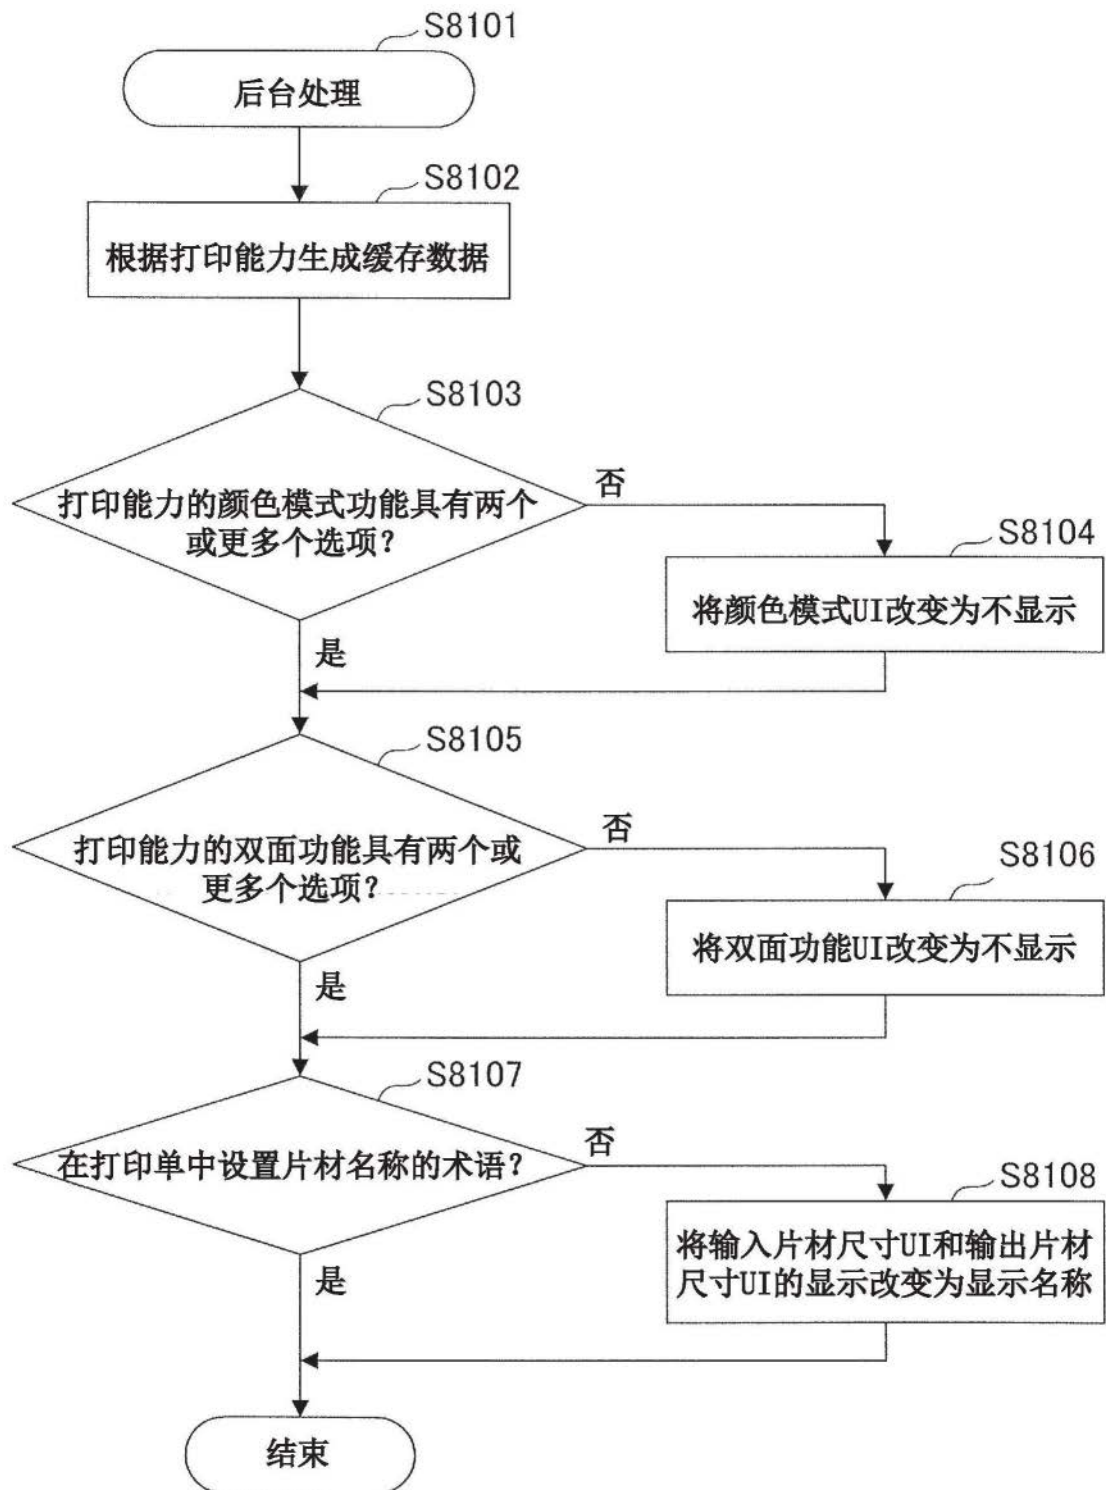 S8101
后台处理
S8102
根据打印能力生成缓存数据
S8103
打印能力的颜色模式功能具有两个
或更多个选项?
否
S8104
将颜色模式UI改变为不显示
是
S8105
打印能力的双面功能具有两个或
更多个选项?
否
S8106
将双面功能UI改变为不显示
是
S8107
在打印单中设置片材名称的术语?
否
S8108
将输入片材尺寸UI和输出片材
尺寸UI的显示改变为显示名称
是
结束